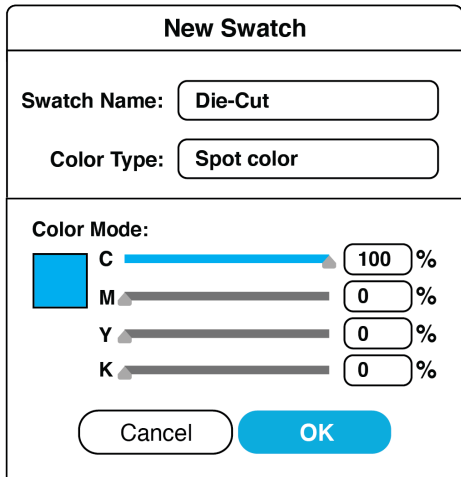 New Swatch
Swatch Name: Die-Cut
Color Type: Spot color
Color Mode:
C 100 %
M 0 %
Y 0 %
K 0 %
Cancel OK